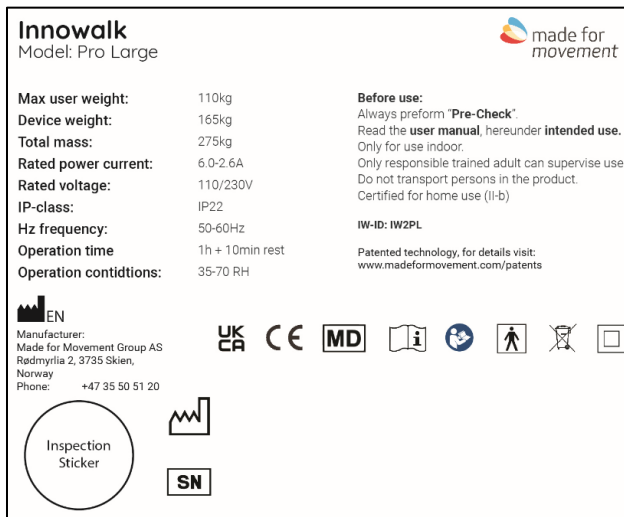 Innowalk
Model: Pro Large
made for
movement
Max user weight: 110kg
Device weight: 165kg
Total mass: 275kg
Rated power current: 6.0-2.6A
Rated voltage: 110/230V
IP-class: IP22
Hz frequency: 50-60Hz
Operation time 1h + 10min rest
Operation contidtions: 35-70 RH
Before use:
Always preform "Pre-Check".
Read the user manual, hereunder intended use.
Only for use indoor.
Only responsible trained adult can supervise use
Do not transport persons in the product.
Certified for home use (II-b)
IW-ID: IW2PL
Patented technology, for details visit:
www.madeformovement.com/patents
EN
Manufacturer:
Made for Movement Group AS
Rødmyrlia 2, 3735 Skien,
Norway
Phone: +47 35 50 51 20
UK
CA
CE
MD
i
Inspection
Sticker
SN